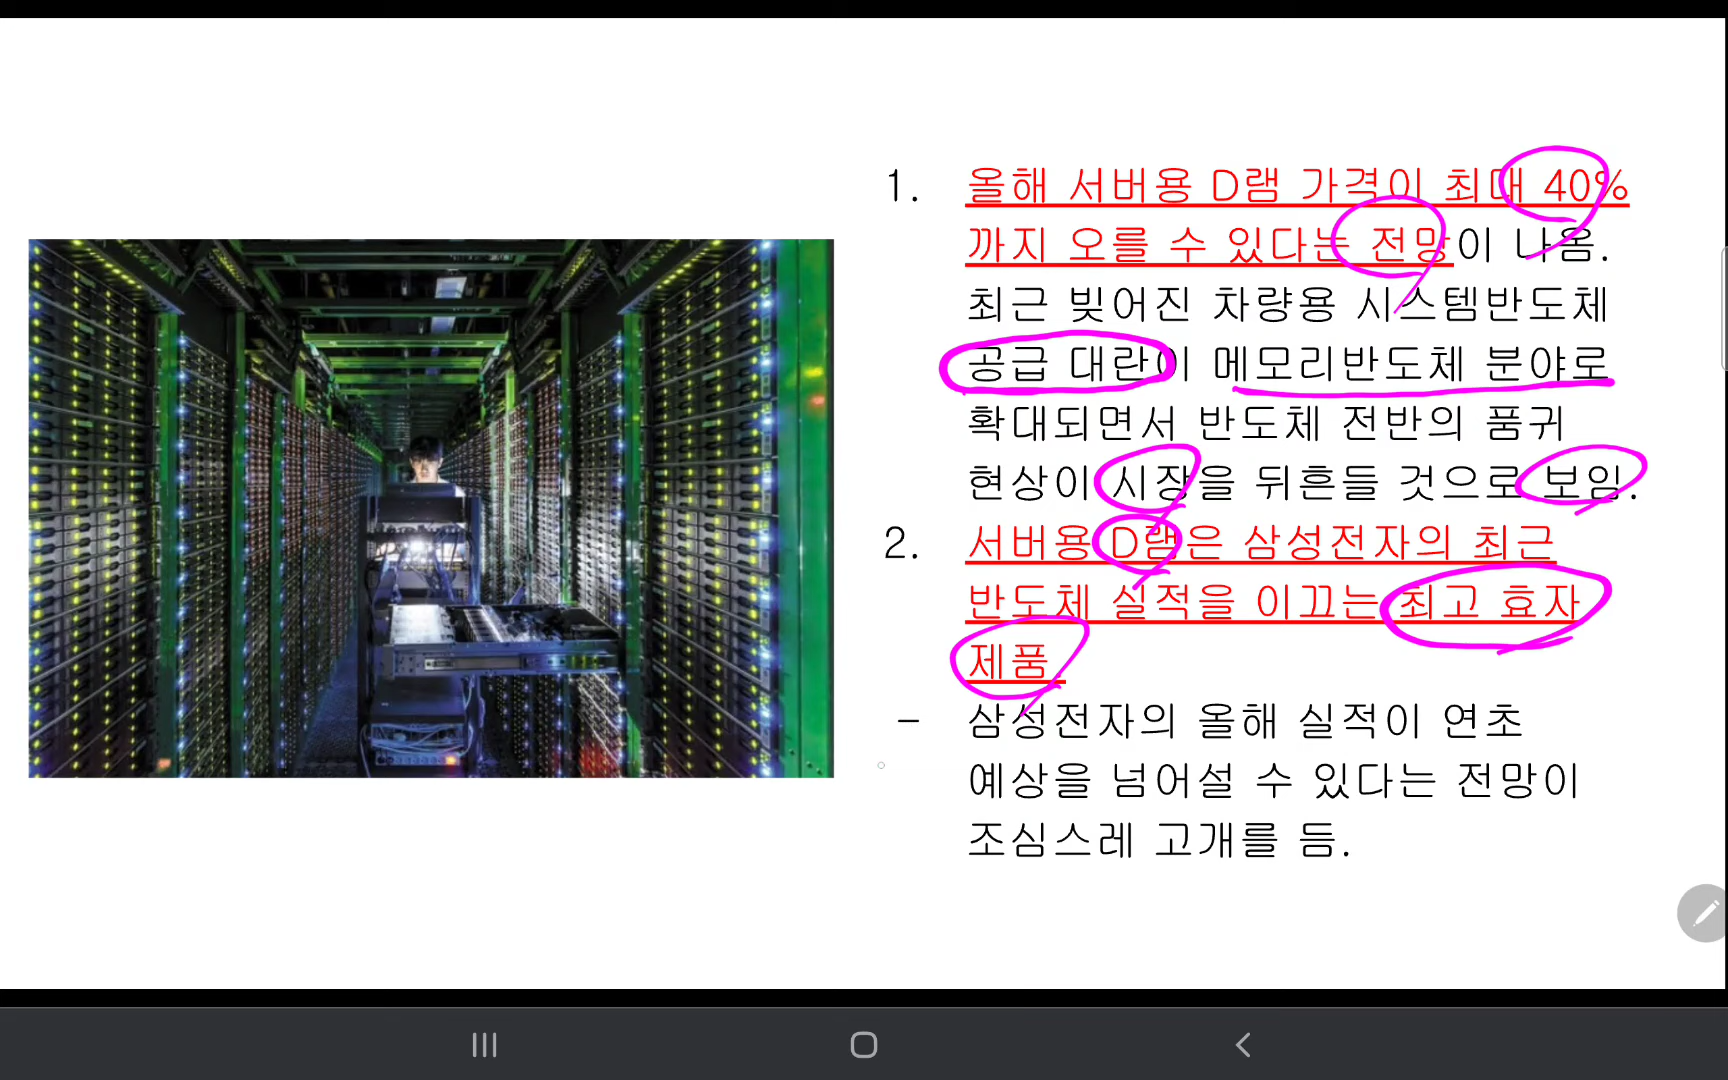 1. 올해 서버용 D램 가격이 최대 40%
까지 오를 수 있다는 전망이 나옴.
최근 빚어진 차량용 시스템반도체
공급 대란이 메모리반도체 분야로
확대되면서 반도체 전반의 품귀
현상이 시장을 뒤흔들 것으로 보임.
2. 서버용 D램은 삼성전자의 최근
반도체 실적을 이끄는 최고 효자
제품.
- 삼성전자의 올해 실적이 연초
예상을 넘어설 수 있다는 전망이
조심스레 고개를 듬.